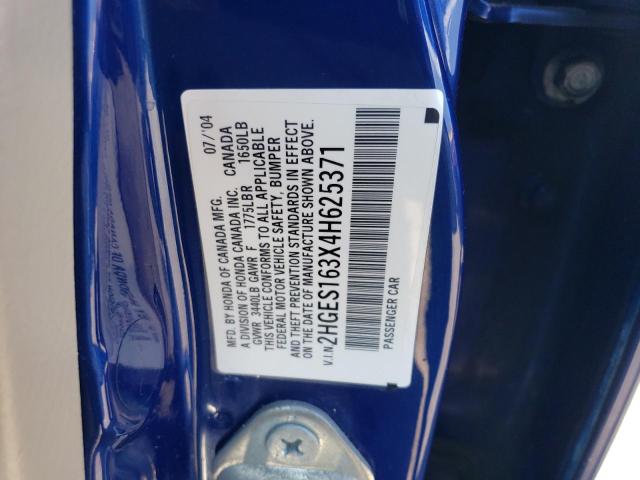 MFD. BY HONDA OF CANADA MFG. 07/'04
A DIVISION OF HONDA CANADA INC. CANADA
GVWR 3440LB GAWR F 1775LBR 1650LB
THIS VEHICLE CONFORMS TO ALL APPLICABLE
FEDERAL MOTOR VEHICLE SAFETY, BUMPER
AND THEFT PREVENTION STANDARDS IN EFFECT
ON THE DATE OF MANUFACTURE SHOWN ABOVE.
V.I.N. 2HGES163X4H625371
PASSENGER CAR